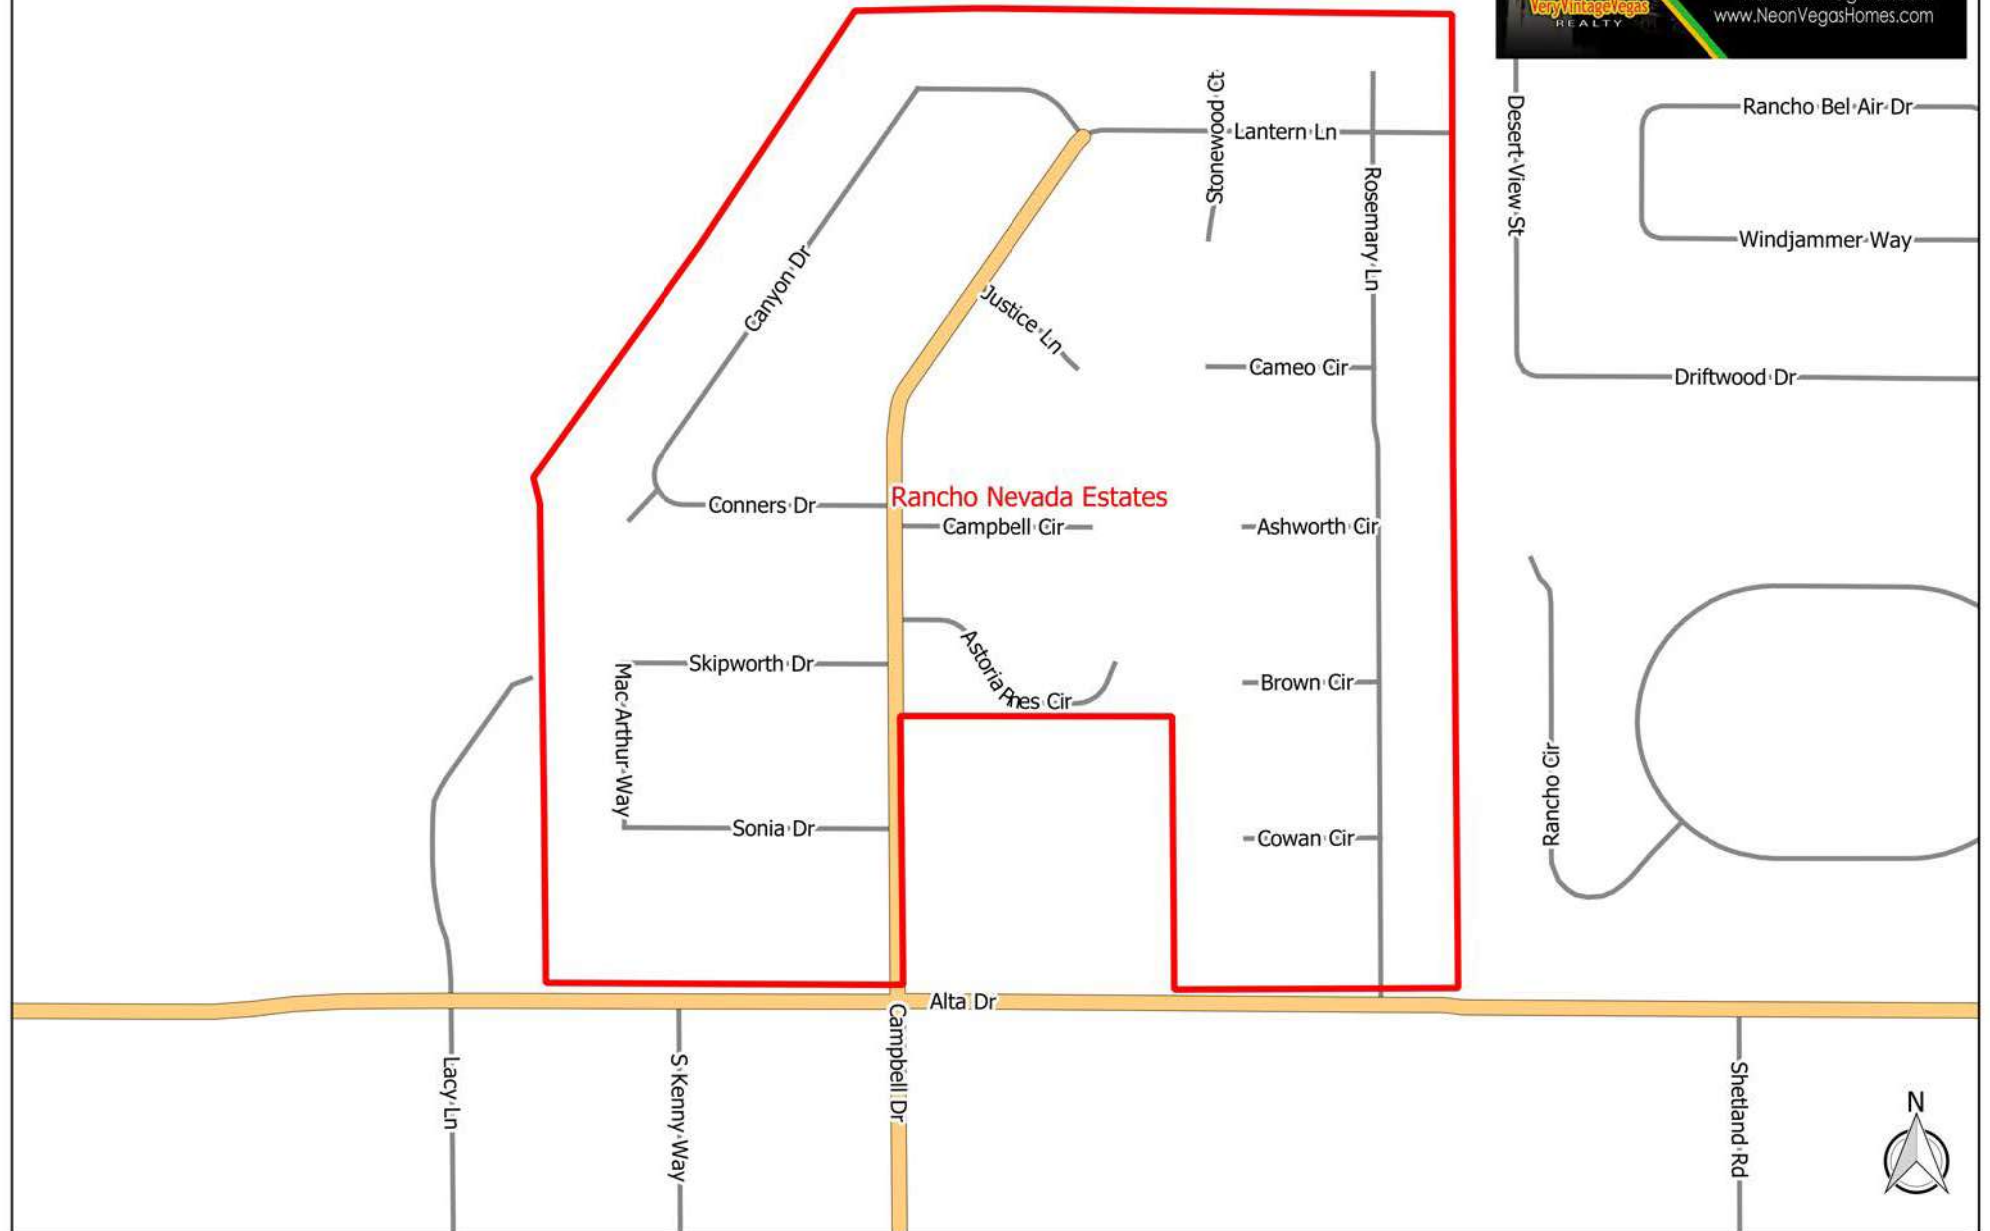 VeryVintageVegas
REALTY
www.NeonVegasHomes.com
Stonewood Ct
Lantern Ln
Rosemary Ln
Desert View St
Rancho Bel Air Dr
Windjammer Way
Canyon Dr
Justice Ln
Cameo Cir
Driftwood Dr
Conners Dr
Rancho Nevada Estates
Campbell Cir
Ashworth Cir
Skipworth Dr
Mac Arthur Way
Astoria
Cir
Brown Cir
Rancho Cir
Sonia Dr
Cowan Cir
Alta Dr
Campbell Dr
Lacy Ln
S Kenny Way
Shetland Rd
N